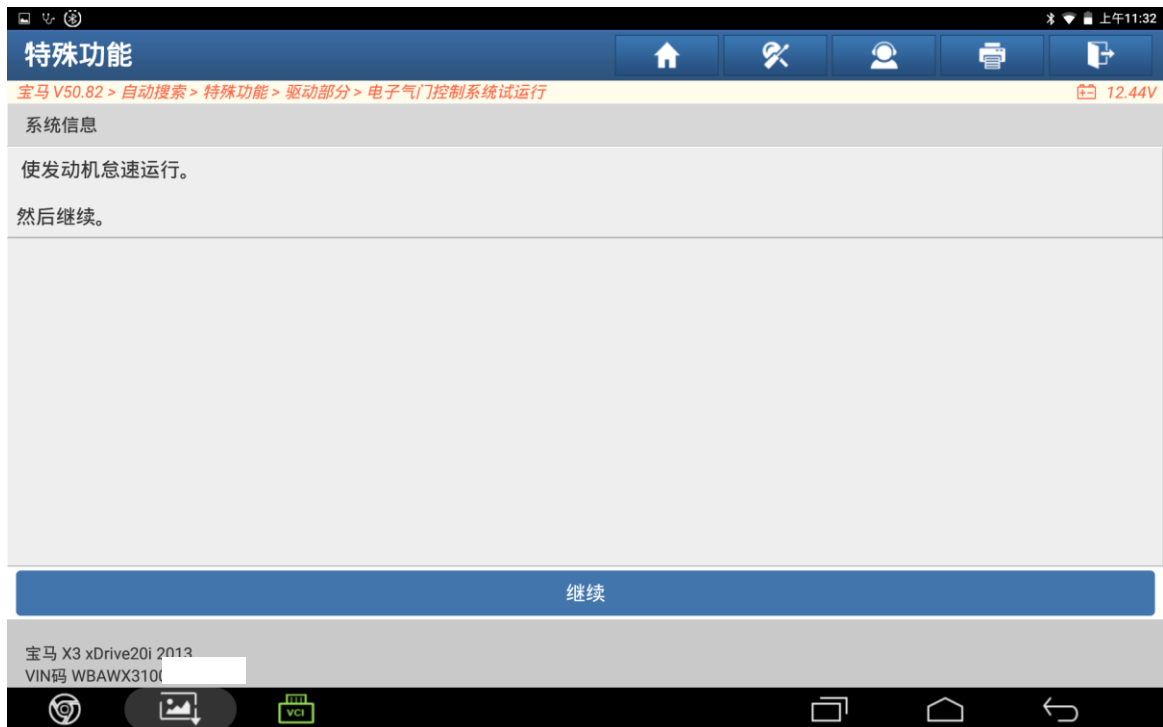 上午11:32
特殊功能
宝马 V50.82 > 自动搜索 > 特殊功能 > 驱动部分 > 电子气门控制系统试运行
12.44V
系统信息
使发动机怠速运行。
然后继续。
继续
宝马 X3 xDrive20i 2013
VIN码 WBAWX3100
VCI